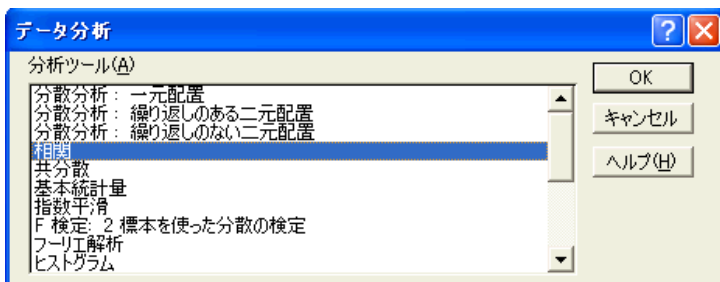 データ分析
分析ツール(A)
分散分析: 一元配置
分散分析: 繰り返しのある二元配置
分散分析: 繰り返しのない二元配置
相関
共分散
基本統計量
指数平滑
F 検定: 2 標本を使った分散の検定
フーリエ解析
ヒストグラム
OK
キャンセル
ヘルプ(H)